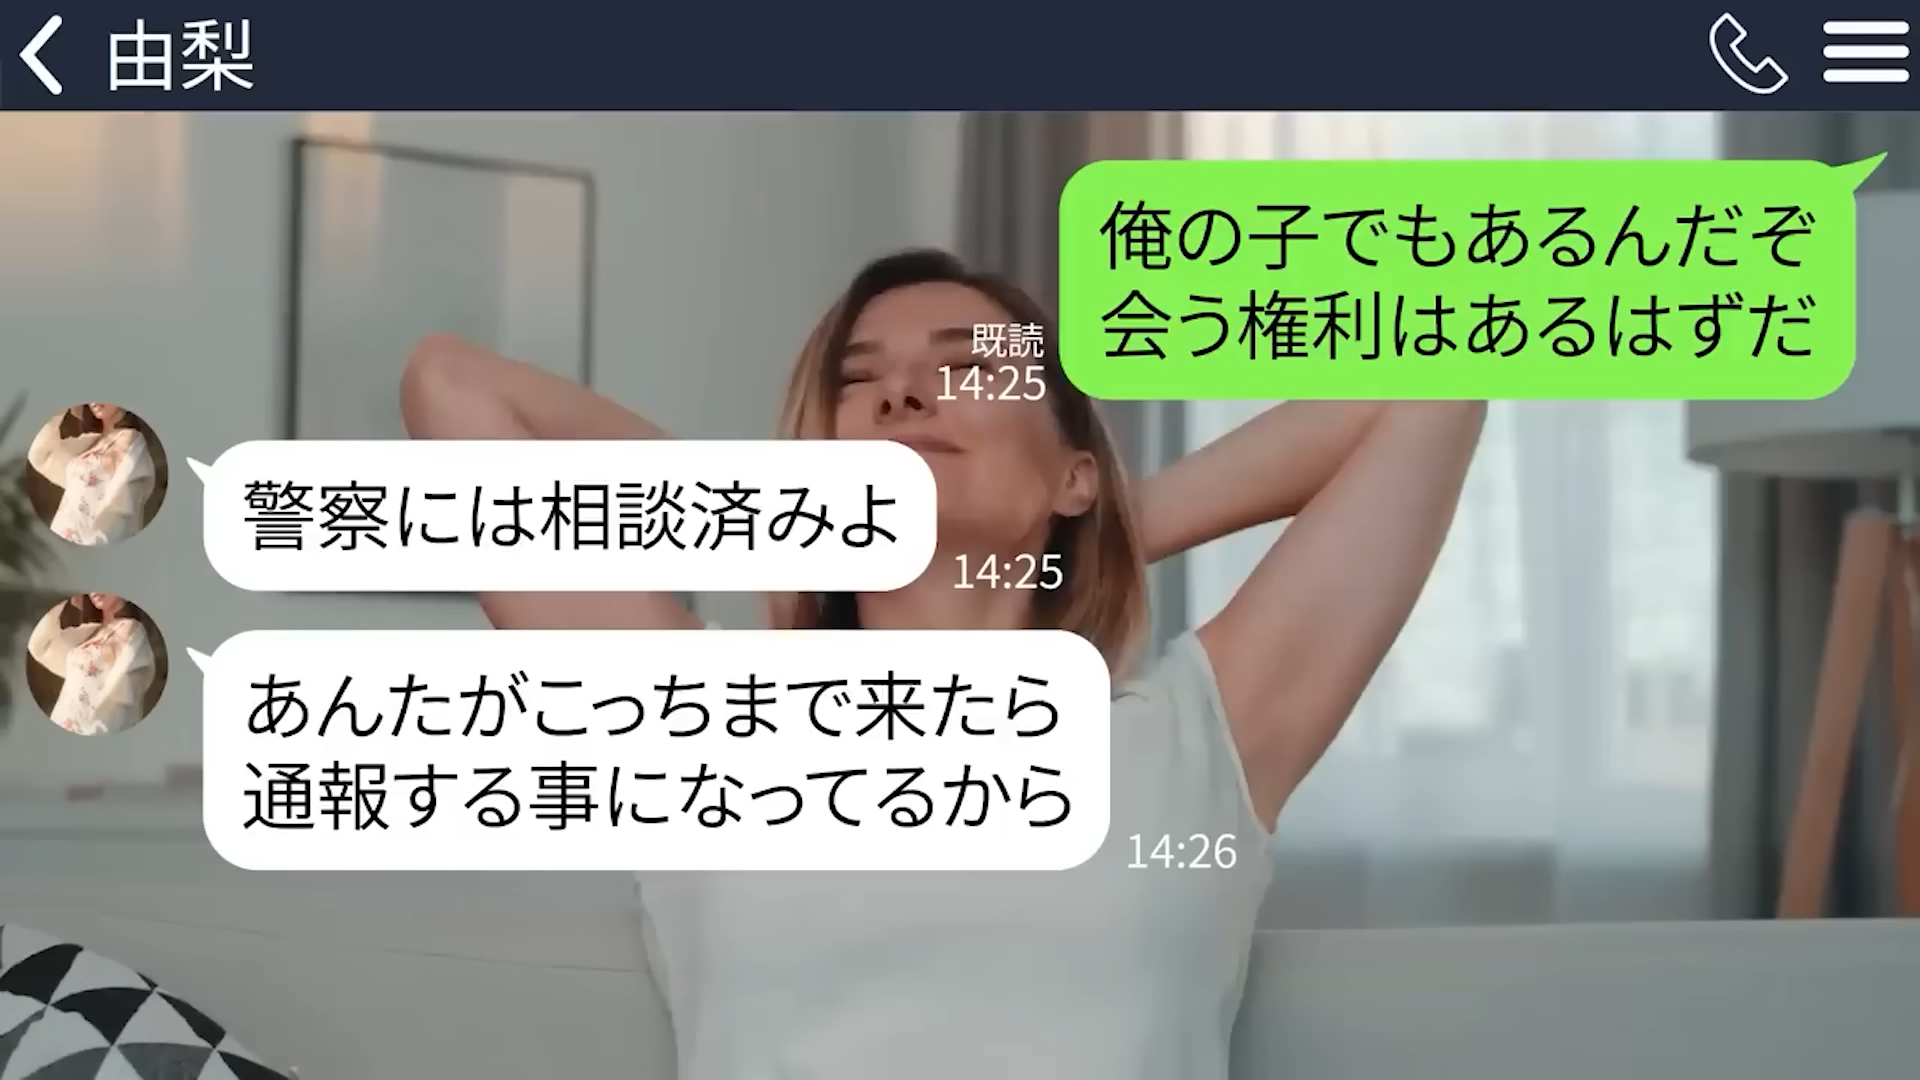 由梨
俺の子でもあるんだぞ
会う権利はあるはずだ
既読
14:25
警察には相談済みよ
14:25
あんたがこっちまで来たら
通報する事になってるから
14:26